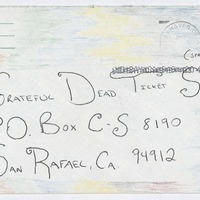 Grateful Dead Ticket S
P.O. Box C-S 8190
San Rafael, Ca. 94912